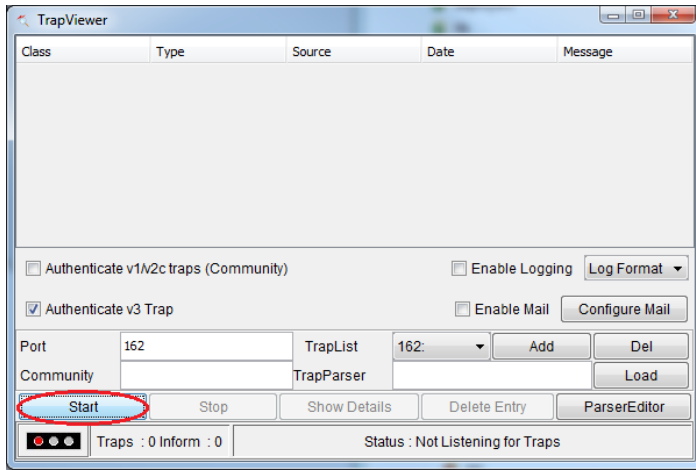 TrapViewer
Class Type Source Date Message
Authenticate v1/v2c traps (Community) Enable Logging Log Format
Authenticate v3 Trap Enable Mail Configure Mail
Port 162 TrapList 162: Add Del
Community TrapParser Load
Start Stop Show Details Delete Entry ParserEditor
Traps : 0 Inform : 0 Status : Not Listening for Traps